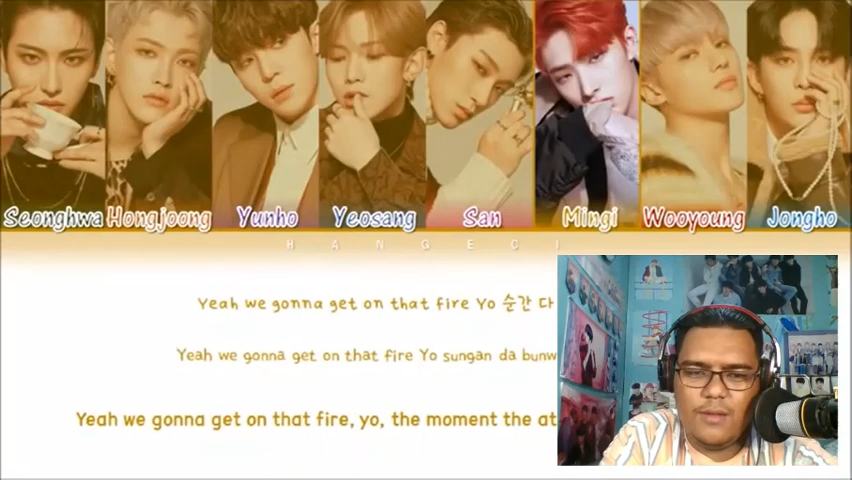 Seonghwa Hongjoong Yunho Yeosang San Mingi Wooyoung Jongho
HANGECI
Yeah we gonna get on that fire Yo 순간 다
Yeah we gonna get on that fire Yo sungan da bunw
Yeah we gonna get on that fire, yo, the moment the at